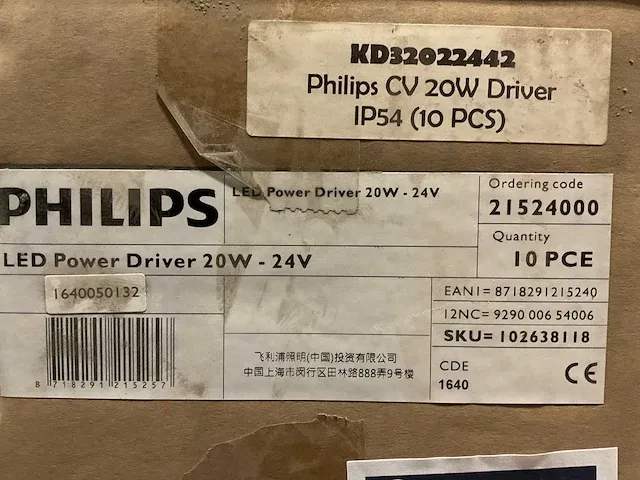 KD32022442
Philips CV 20W Driver
IP54 (10 PCS)
PHILIPS
LED Power Driver 20W - 24V
Ordering code
21524000
Quantity
10 PCE
LED Power Driver 20W - 24V
1640050132
EAN1= 8718291215240
12NC= 9290 006 54006
SKU= 102638118
8 718291 215257
飞利浦照明(中国)投资有限公司
中国上海市闵行区田林路888弄9号楼
CDE
1640
CE